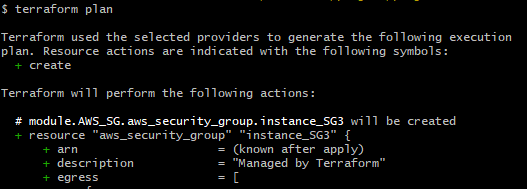 $ terraform plan
Terraform used the selected providers to generate the following execution
plan. Resource actions are indicated with the following symbols:
+ create
Terraform will perform the following actions:
# module.AWS_SG.aws_security_group.instance_SG3 will be created
+ resource "aws_security_group" "instance_SG3" {
+ arn = (known after apply)
+ description = "Managed by Terraform"
+ egress = [